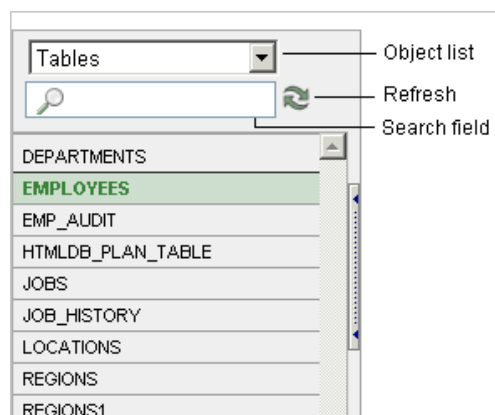 Tables
Object list
Refresh
Search field
DEPARTMENTS
EMPLOYEES
EMP_AUDIT
HTMLDB_PLAN_TABLE
JOBS
JOB_HISTORY
LOCATIONS
REGIONS
REGIONS1